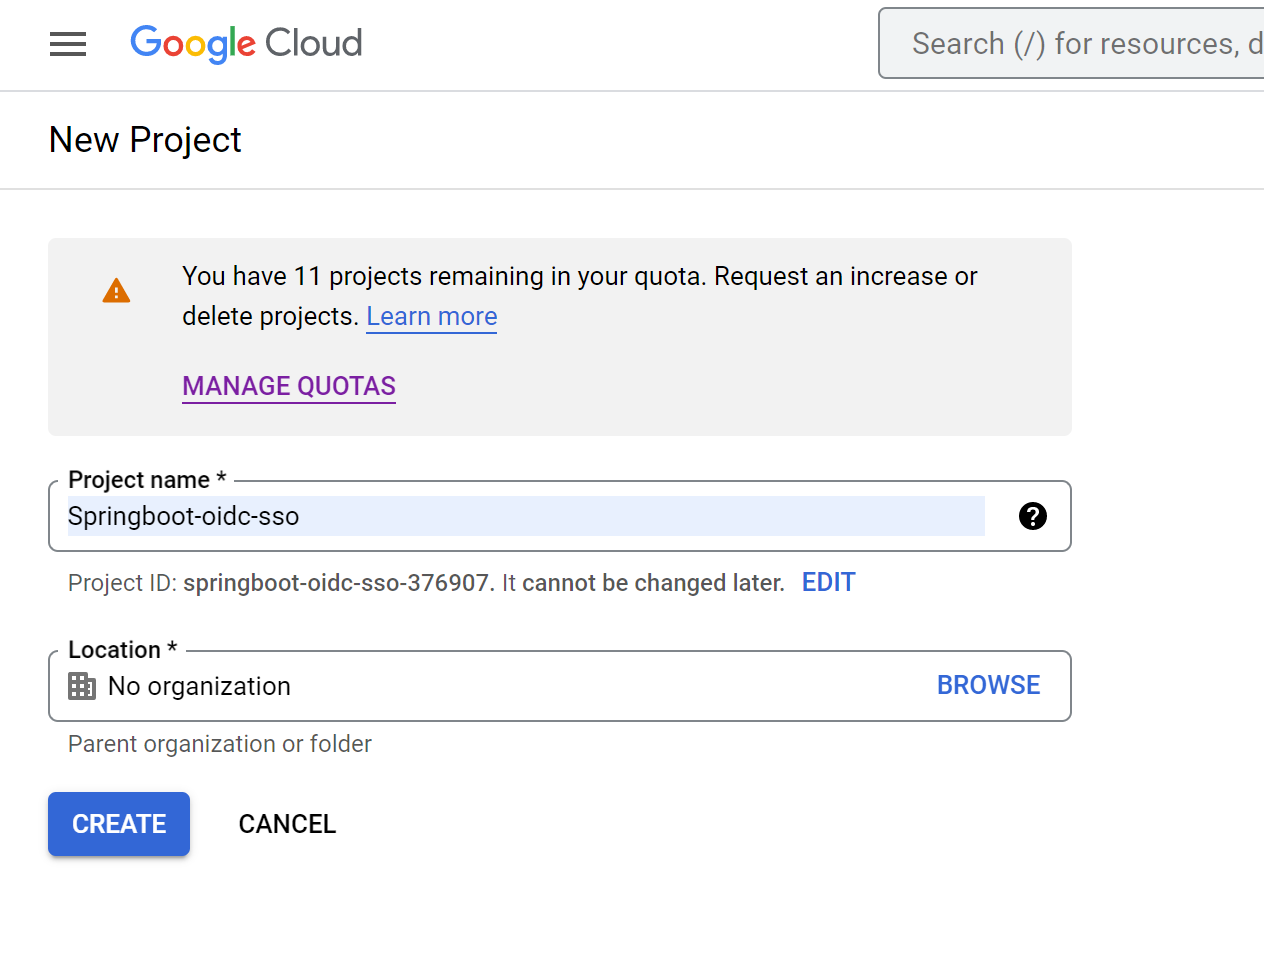 Google Cloud
Search (/) for resources, d
New Project
You have 11 projects remaining in your quota. Request an increase or
delete projects. Learn more
MANAGE QUOTAS
Project name *
Springboot-oidc-sso
Project ID: springboot-oidc-sso-376907. It cannot be changed later. EDIT
Location *
No organization BROWSE
Parent organization or folder
CREATE CANCEL